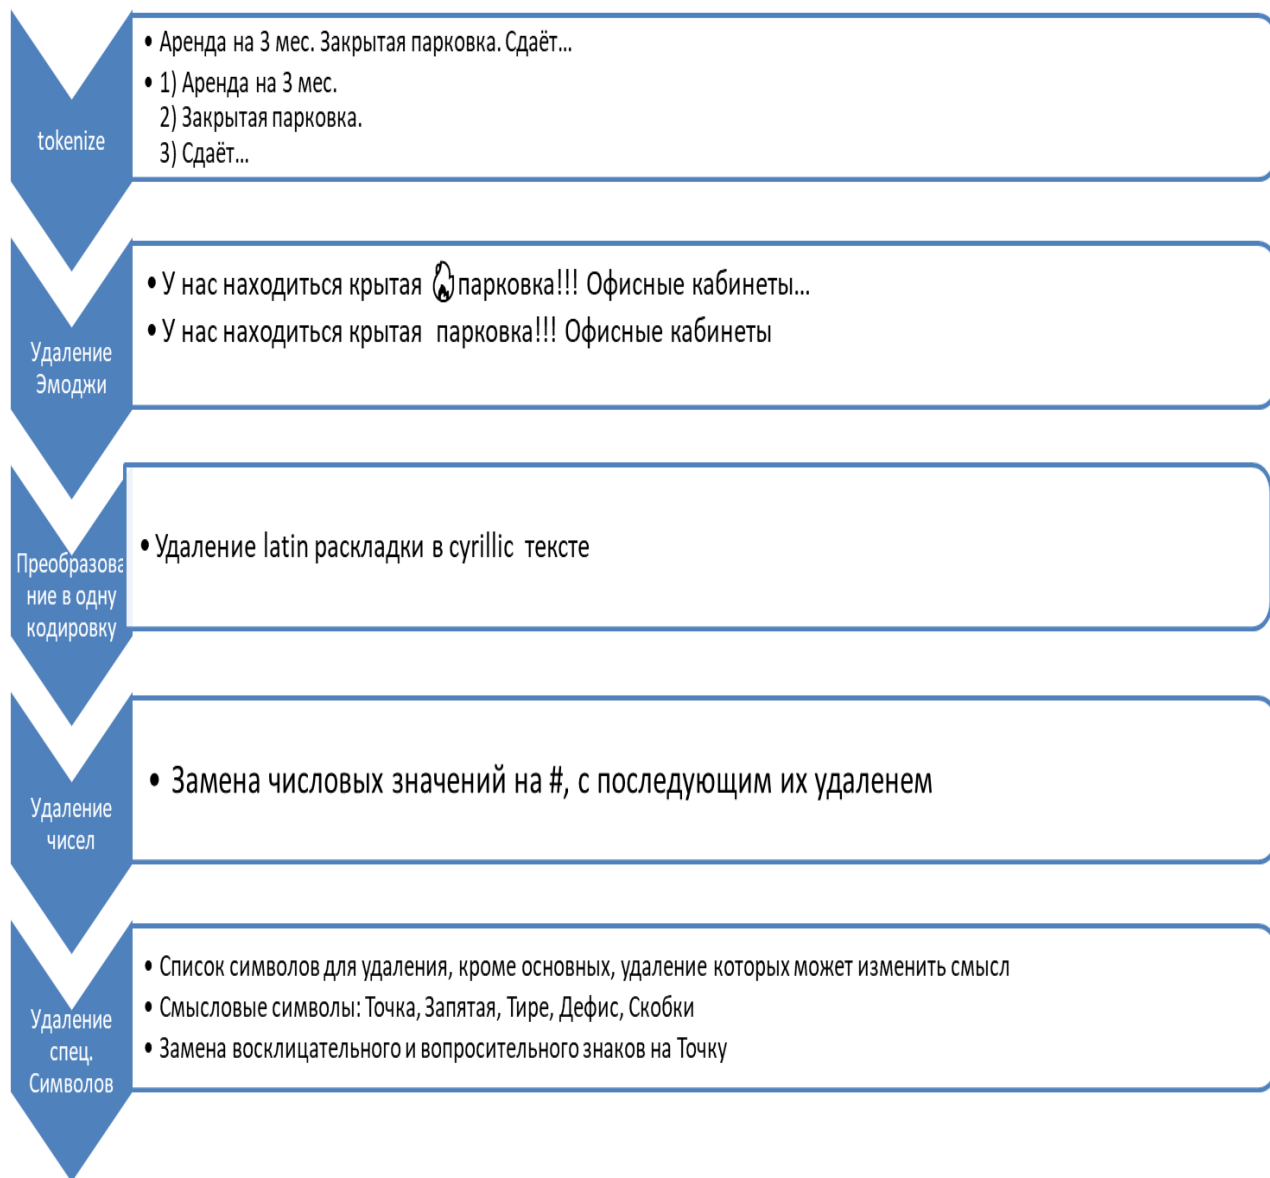 tokenize
• Аренда на 3 мес. Закрытая парковка. Сдаёт...
• 1) Аренда на 3 мес.
2) Закрытая парковка.
3) Сдаёт...
Удаление
Эмоджи
• У нас находиться крытая 🔥парковка!!! Офисные кабинеты...
• У нас находиться крытая парковка!!! Офисные кабинеты
Преобразова
ние в одну
кодировку
• Удаление latin раскладки в cyrillic тексте
Удаление
чисел
• Замена числовых значений на #, с последующим их удаленем
Удаление
спец.
Символов
• Список символов для удаления, кроме основных, удаление которых может изменить смысл
• Смысловые символы: Точка, Запятая, Тире, Дефис, Скобки
• Замена восклицательного и вопросительного знаков на Точку